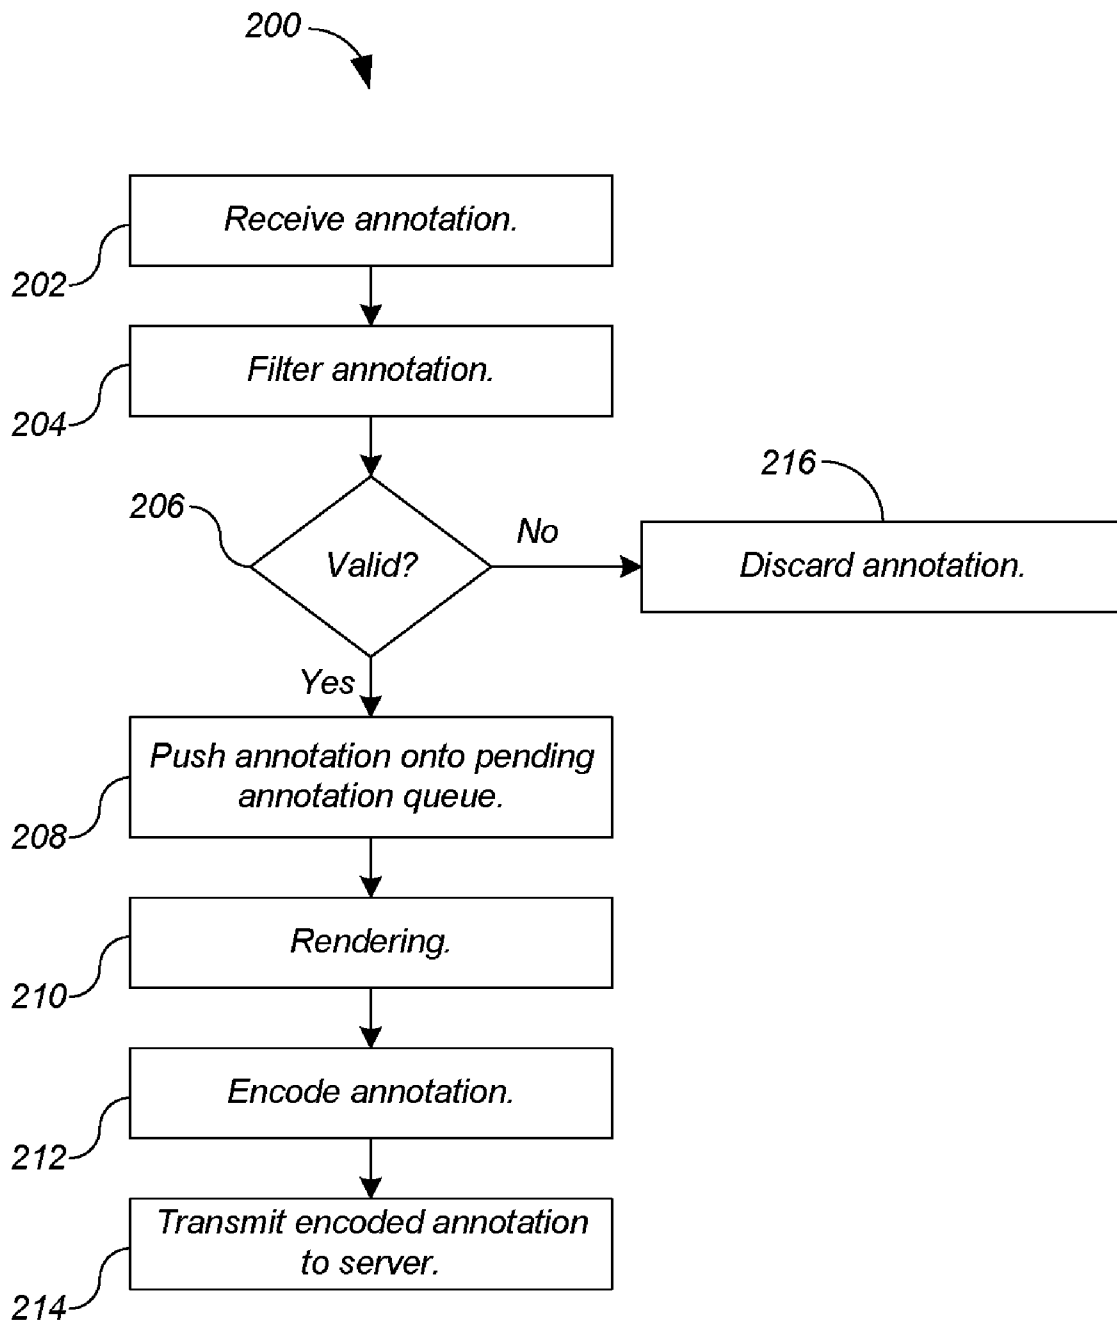 200
Receive annotation.
202
Filter annotation.
204
216
206
No
Valid?
Discard annotation.
Yes
Push annotation onto pending
annotation queue.
208
Rendering.
210
Encode annotation.
212
Transmit encoded annotation
to server.
214